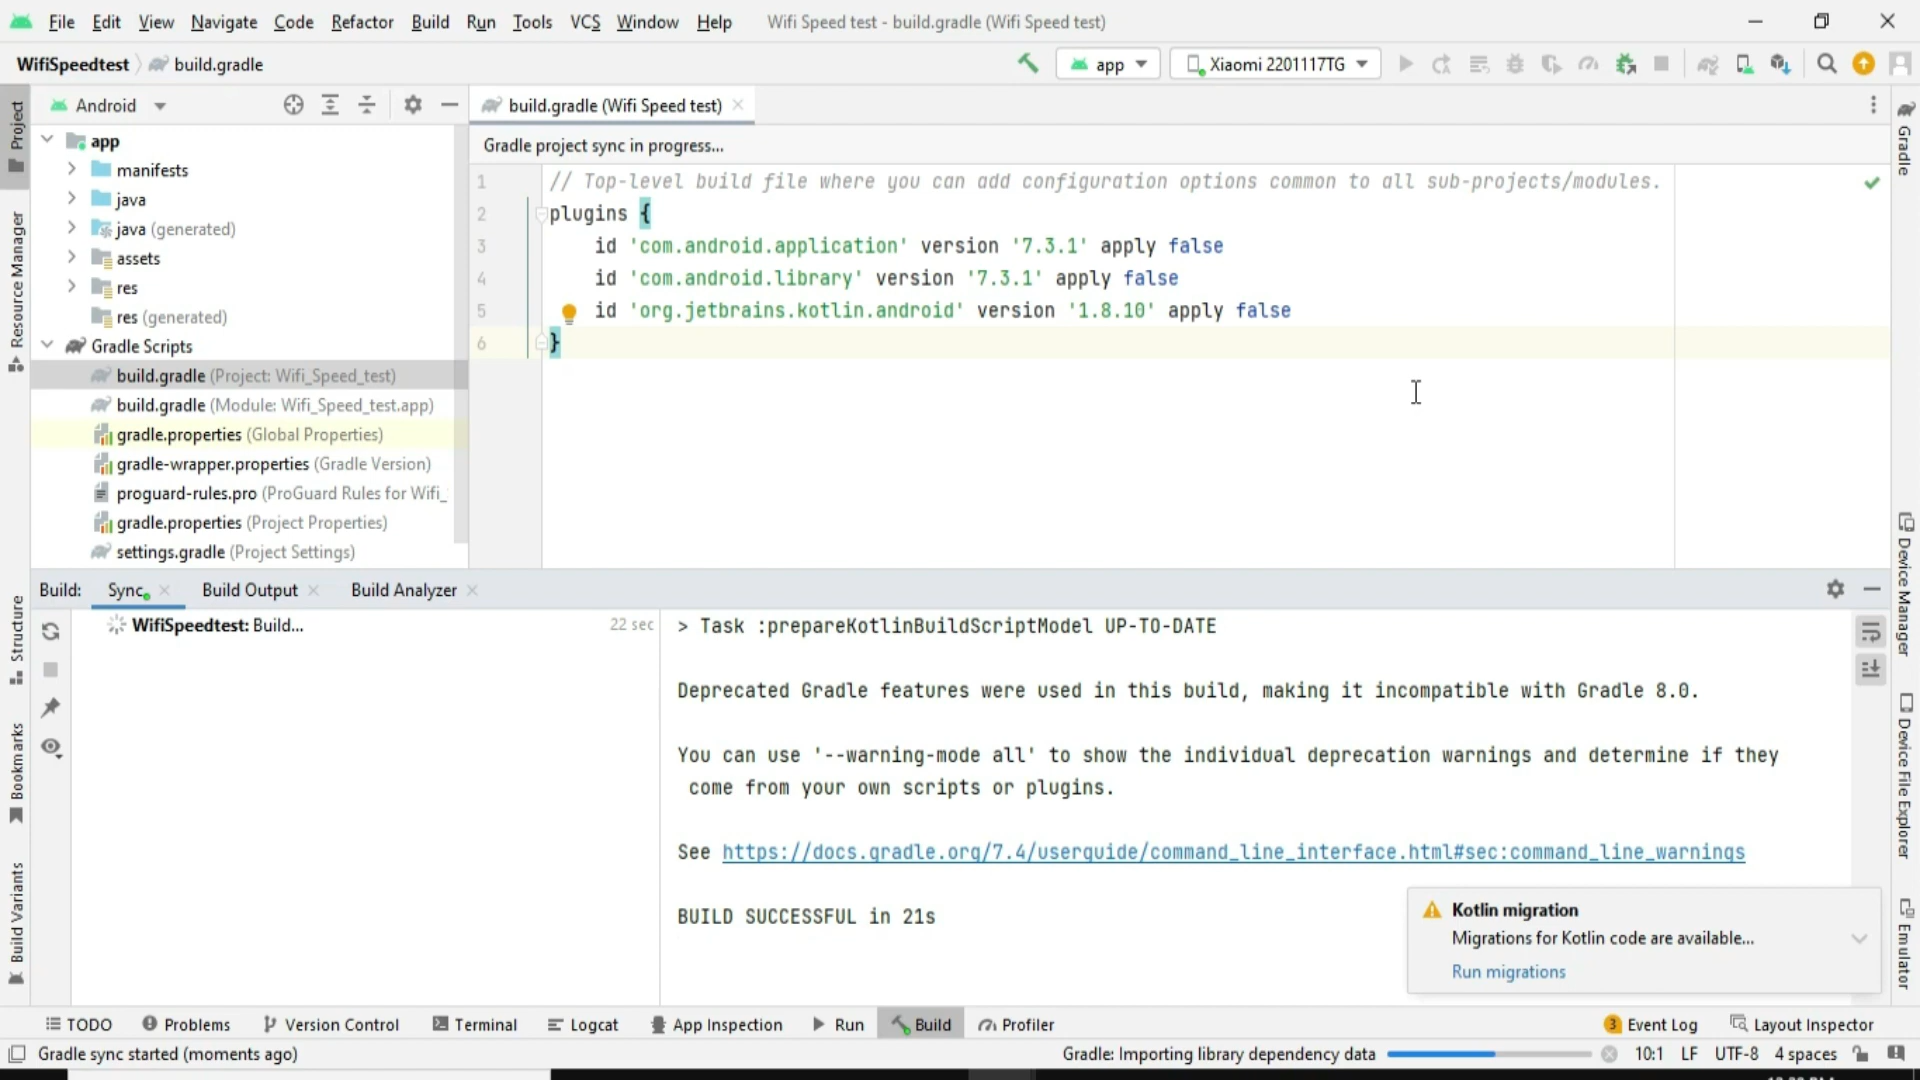 File Edit View Navigate Code Refactor Build Run Tools VCS Window Help Wifi Speed test - build.gradle (Wifi Speed test)
WifiSpeedtest build.gradle app Xiaomi 2201117TG
Android
build.gradle (Wifi Speed test)
Gradle project sync in progress...
Project
Resource Manager
Structure
Bookmarks
Build Variants
app
manifests
java
java (generated)
assets
res
res (generated)
Gradle Scripts
build.gradle (Project: Wifi_Speed_test)
build.gradle (Module: Wifi_Speed_test.app)
gradle.properties (Global Properties)
gradle-wrapper.properties (Gradle Version)
proguard-rules.pro (ProGuard Rules for Wifi_
gradle.properties (Project Properties)
settings.gradle (Project Settings)
1 // Top-level build file where you can add configuration options common to all sub-projects/modules.
2 plugins {
3 id 'com.android.application' version '7.3.1' apply false
4 id 'com.android.library' version '7.3.1' apply false
5 id 'org.jetbrains.kotlin.android' version '1.8.10' apply false
6 }
Gradle
Device Manager
Device File Explorer
Emulator
Build: Sync Build Output Build Analyzer
WifiSpeedtest: Build... 22 sec
> Task :prepareKotlinBuildScriptModel UP-TO-DATE
Deprecated Gradle features were used in this build, making it incompatible with Gradle 8.0.
You can use '--warning-mode all' to show the individual deprecation warnings and determine if they
come from your own scripts or plugins.
See https://docs.gradle.org/7.4/userguide/command_line_interface.html#sec:command_line_warnings
BUILD SUCCESSFUL in 21s
Kotlin migration
Migrations for Kotlin code are available...
Run migrations
TODO Problems Version Control Terminal Logcat App Inspection Run Build Profiler 3 Event Log Layout Inspector
Gradle sync started (moments ago) Gradle: Importing library dependency data 10:1 LF UTF-8 4 spaces